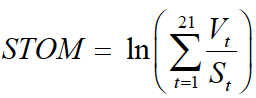 STOM = ln(∑_{t=1}^{21} V_t / S_t)